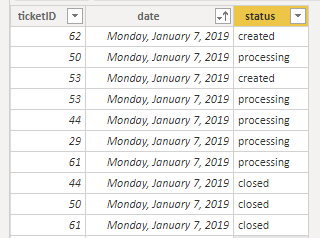 ticketID date status
62 Monday, January 7, 2019 created
50 Monday, January 7, 2019 processing
53 Monday, January 7, 2019 created
53 Monday, January 7, 2019 processing
44 Monday, January 7, 2019 processing
29 Monday, January 7, 2019 processing
61 Monday, January 7, 2019 processing
44 Monday, January 7, 2019 closed
50 Monday, January 7, 2019 closed
61 Monday, January 7, 2019 closed